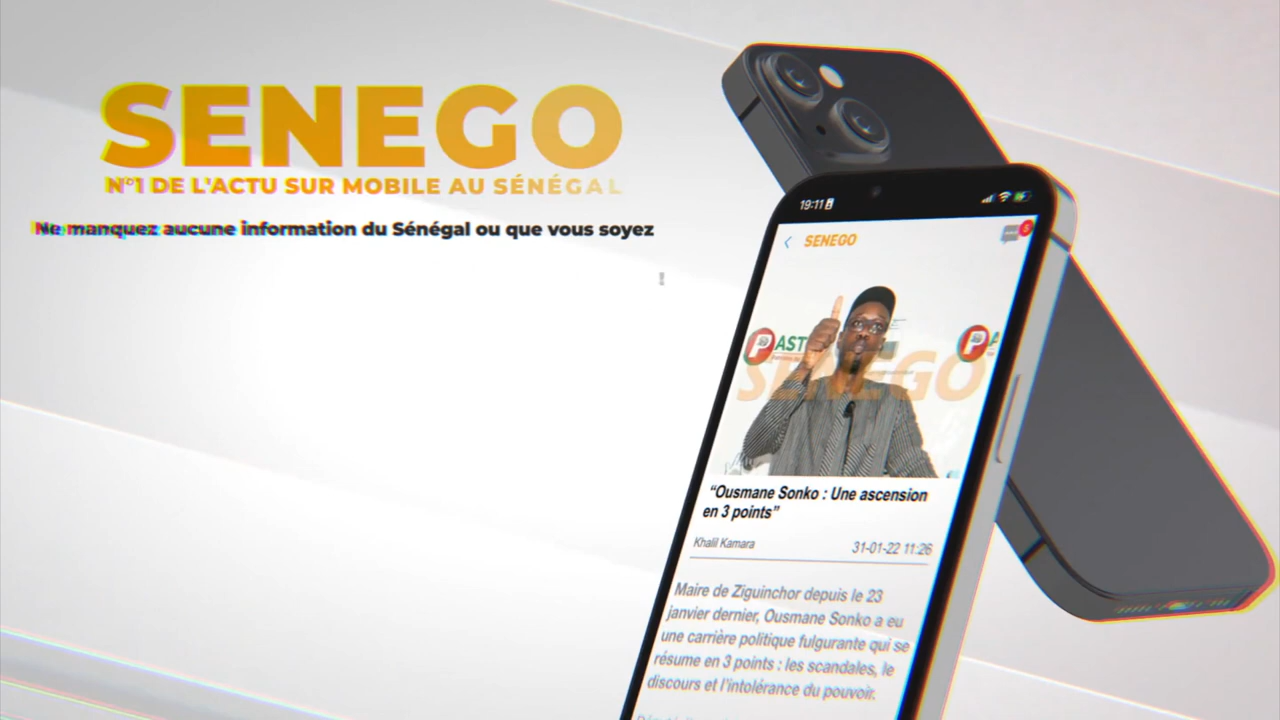 SENEGO
N°1 DE L'ACTU SUR MOBILE AU SÉNÉGAL
Ne manquez aucune information du Sénégal ou que vous soyez
19:11
SENEGO
5
PAST
PA
SENEGO
“Ousmane Sonko : Une ascension
en 3 points”
Khalil Kamara 31-01-22 11:26
Maire de Ziguinchor depuis le 23
janvier dernier, Ousmane Sonko a eu
une carrière politique fulgurante qui se
résume en 3 points : les scandales, le
discours et l'intolérance du pouvoir.